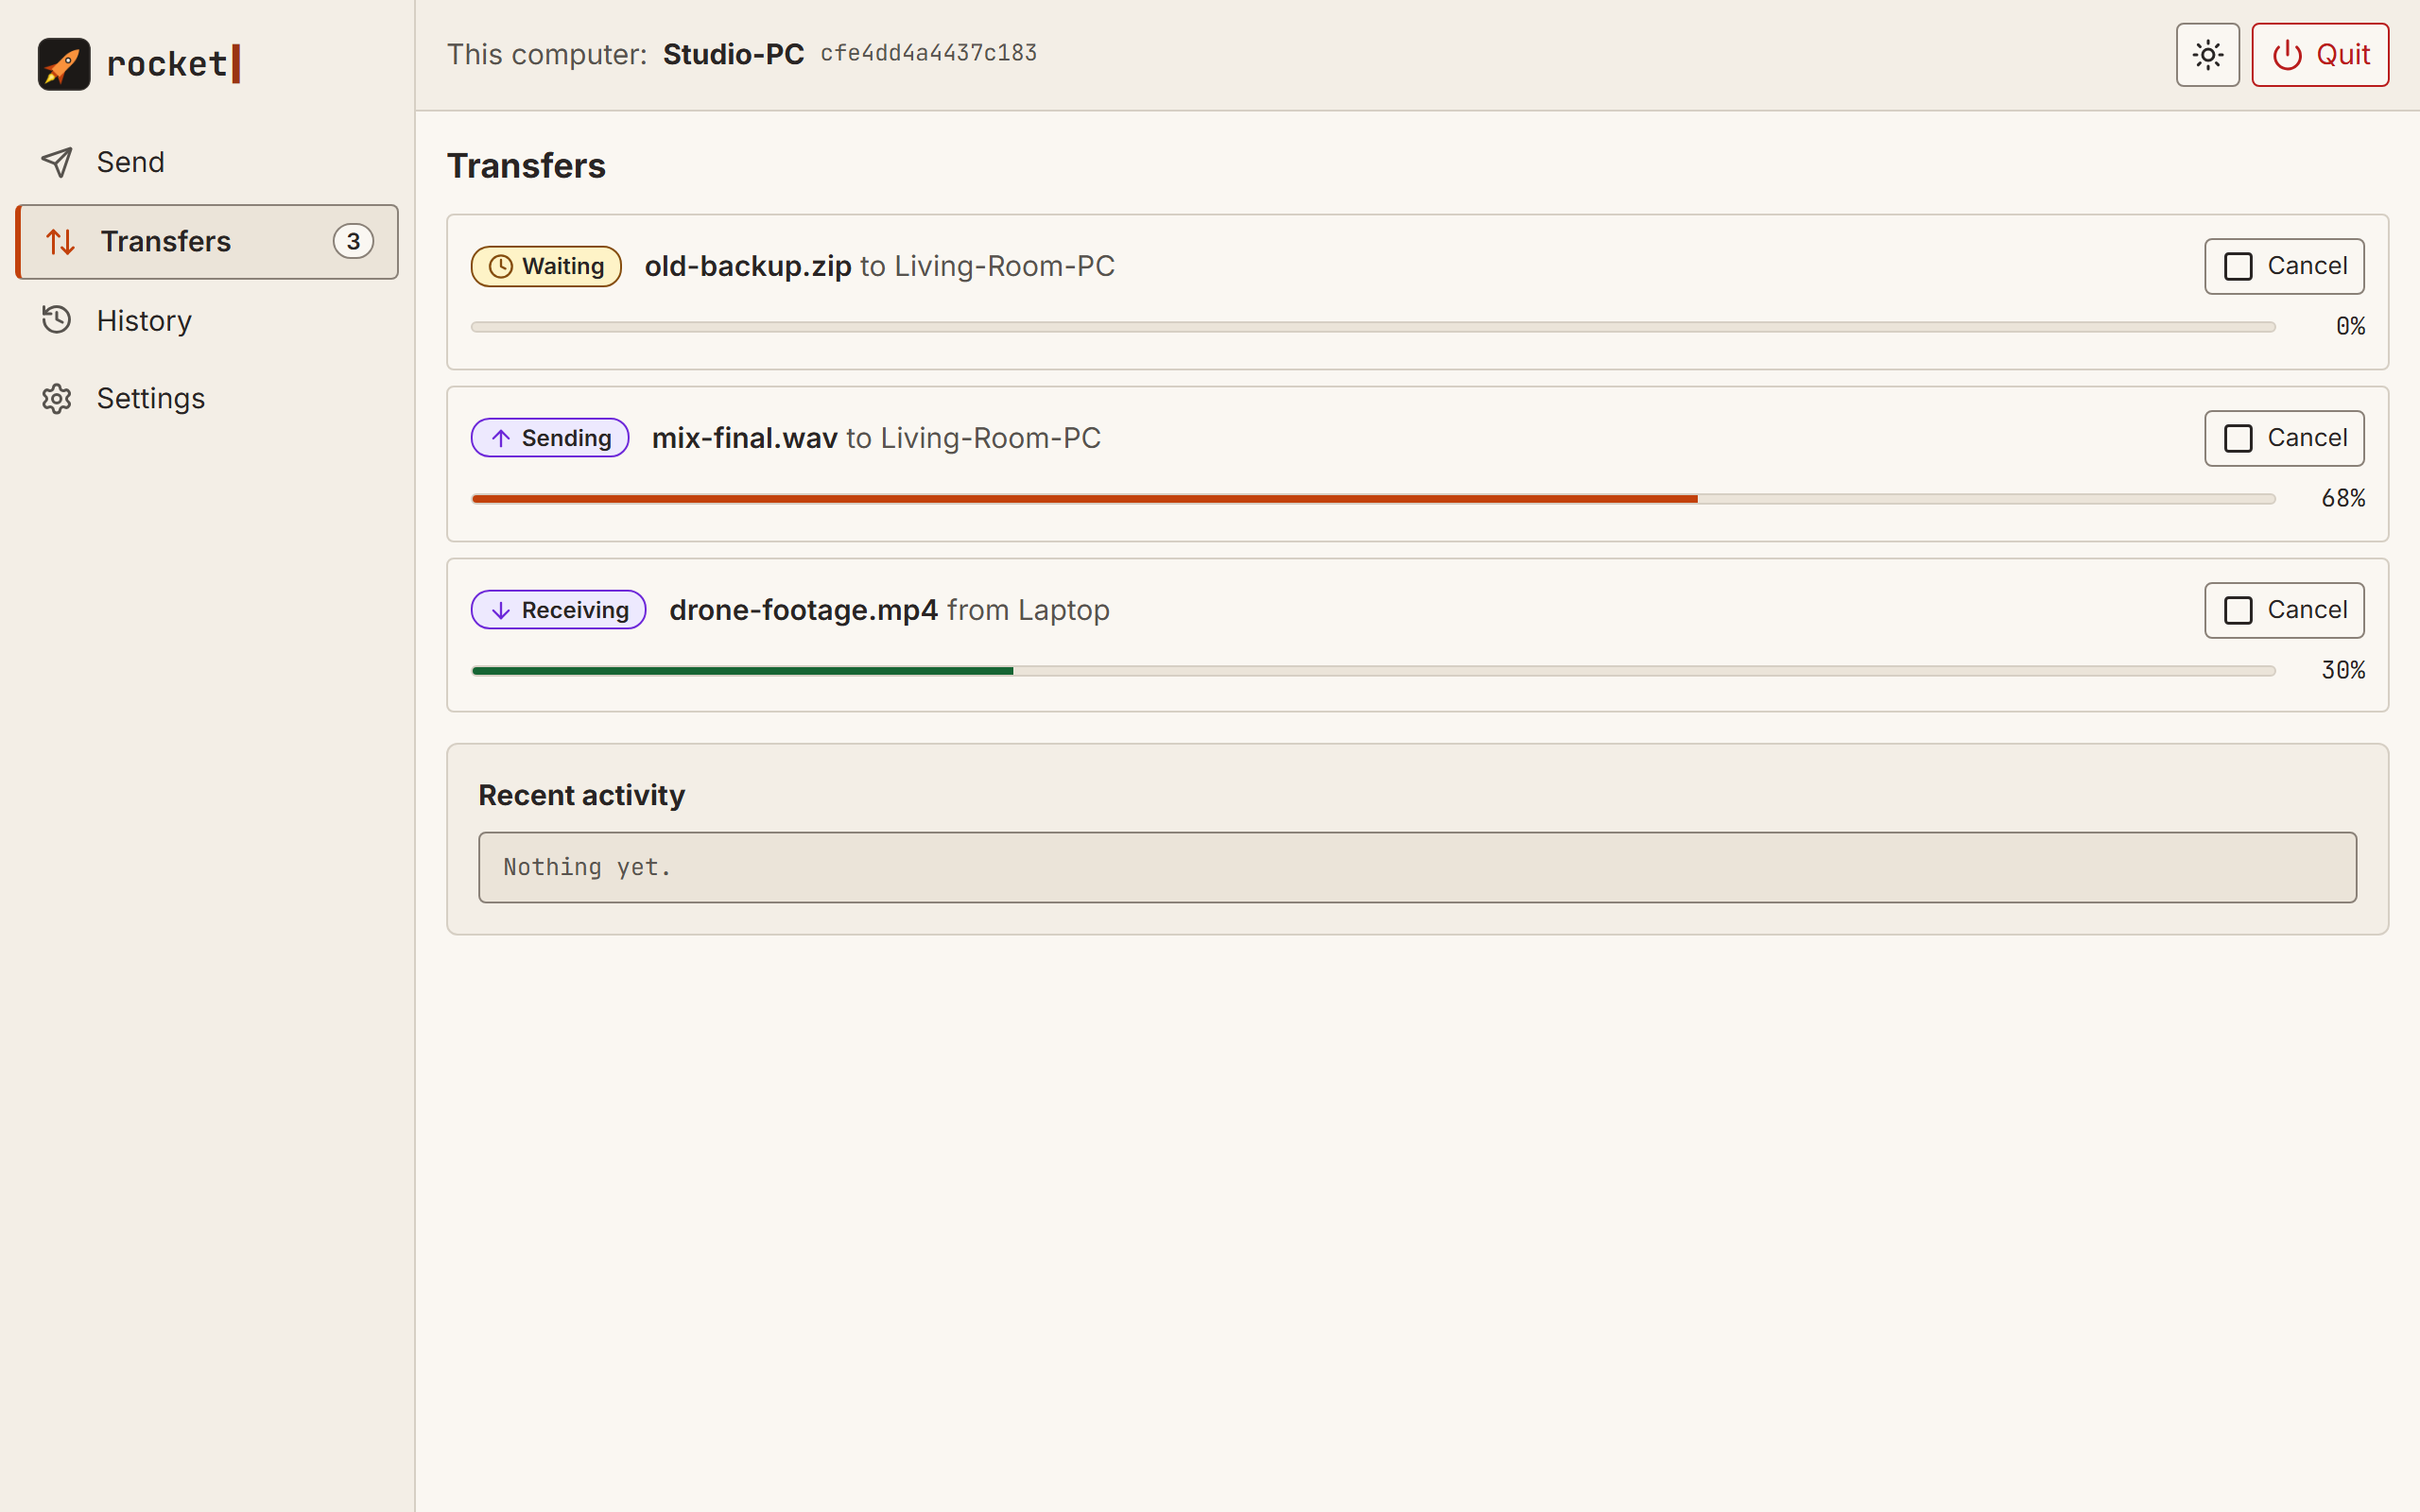 rocket
Send
Transfers 3
History
Settings
This computer: Studio-PC cfe4dd4a4437c183
Quit
Transfers
Waiting old-backup.zip to Living-Room-PC Cancel
0%
Sending mix-final.wav to Living-Room-PC Cancel
68%
Receiving drone-footage.mp4 from Laptop Cancel
30%
Recent activity
Nothing yet.